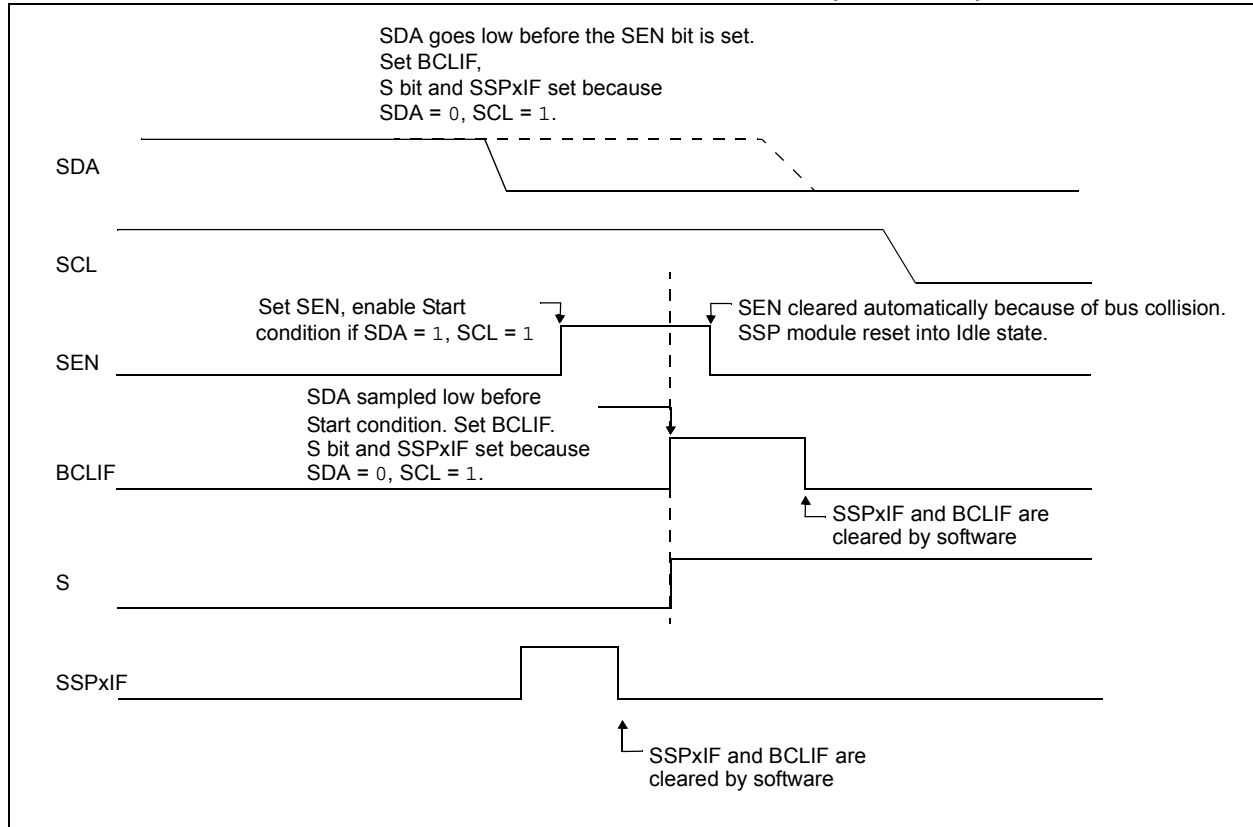 SDA goes low before the SEN bit is set.
Set BCLIF,
S bit and SSPxIF set because
SDA = 0, SCL = 1.
SDA
SCL
Set SEN, enable Start
condition if SDA = 1, SCL = 1
SEN cleared automatically because of bus collision.
SSP module reset into Idle state.
SEN
SDA sampled low before
Start condition. Set BCLIF.
S bit and SSPxIF set because
SDA = 0, SCL = 1.
BCLIF
SSPxIF and BCLIF are
cleared by software
S
SSPxIF
SSPxIF and BCLIF are
cleared by software